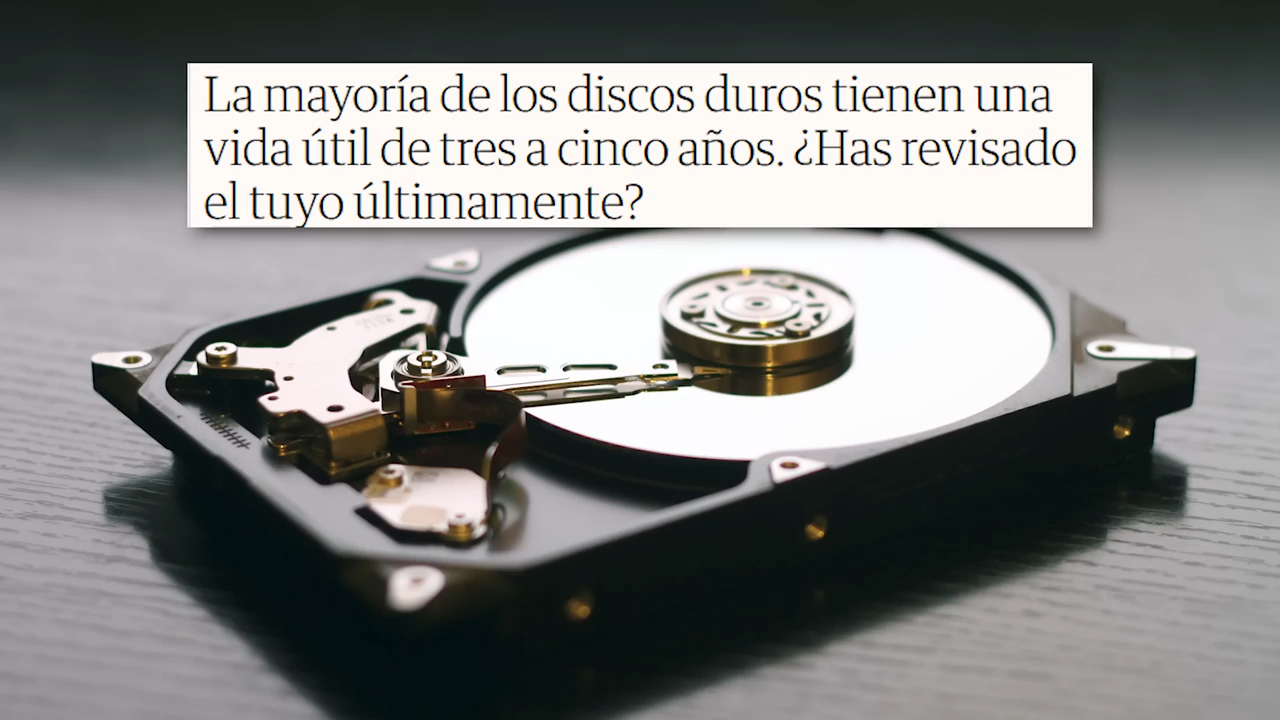 La mayoría de los discos duros tienen una
vida útil de tres a cinco años. ¿Has revisado
el tuyo últimamente?